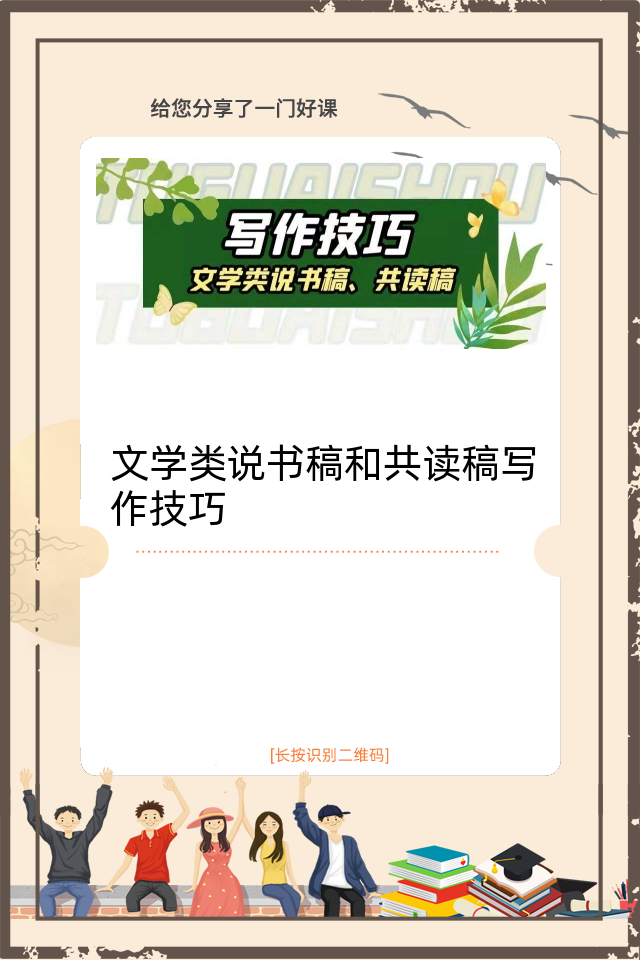 给您分享了一门好课
TUGUAISHOU
写作技巧
文学类说书稿、共读稿
TUGUAISHOU
文学类说书稿和共读稿写
作技巧
[长按识别二维码]